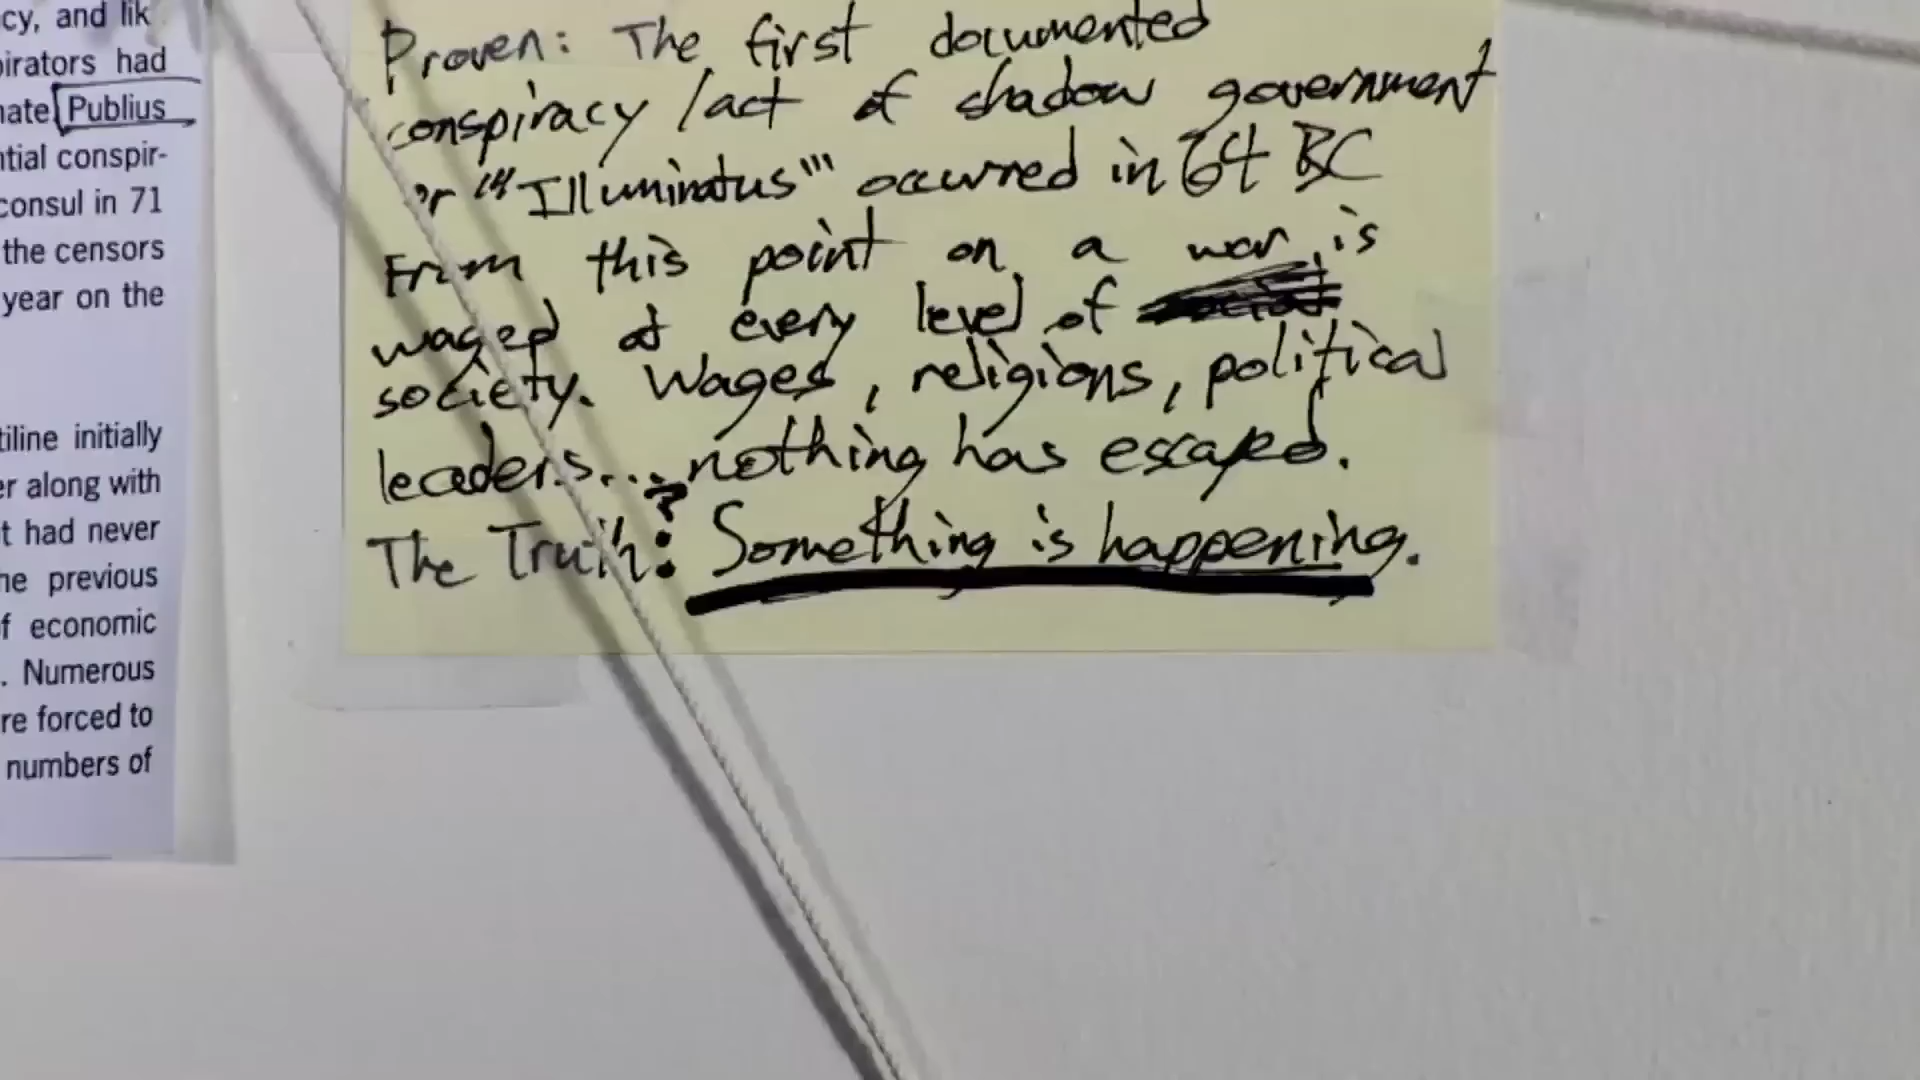 cy, and lik
pirators had
nate Publius
ntial conspir-
consul in 71
the censors
year on the
tiline initially
er along with
t had never
he previous
f economic
. Numerous
re forced to
numbers of
Proven: The first documented
conspiracy / act of shadow government
or "'Illuminatus'" occurred in 64 BC
From this point on a war is
waged at every level of
society. Wages, religions, political
leaders... nothing has escaped.
The Truth?: Something is happening.